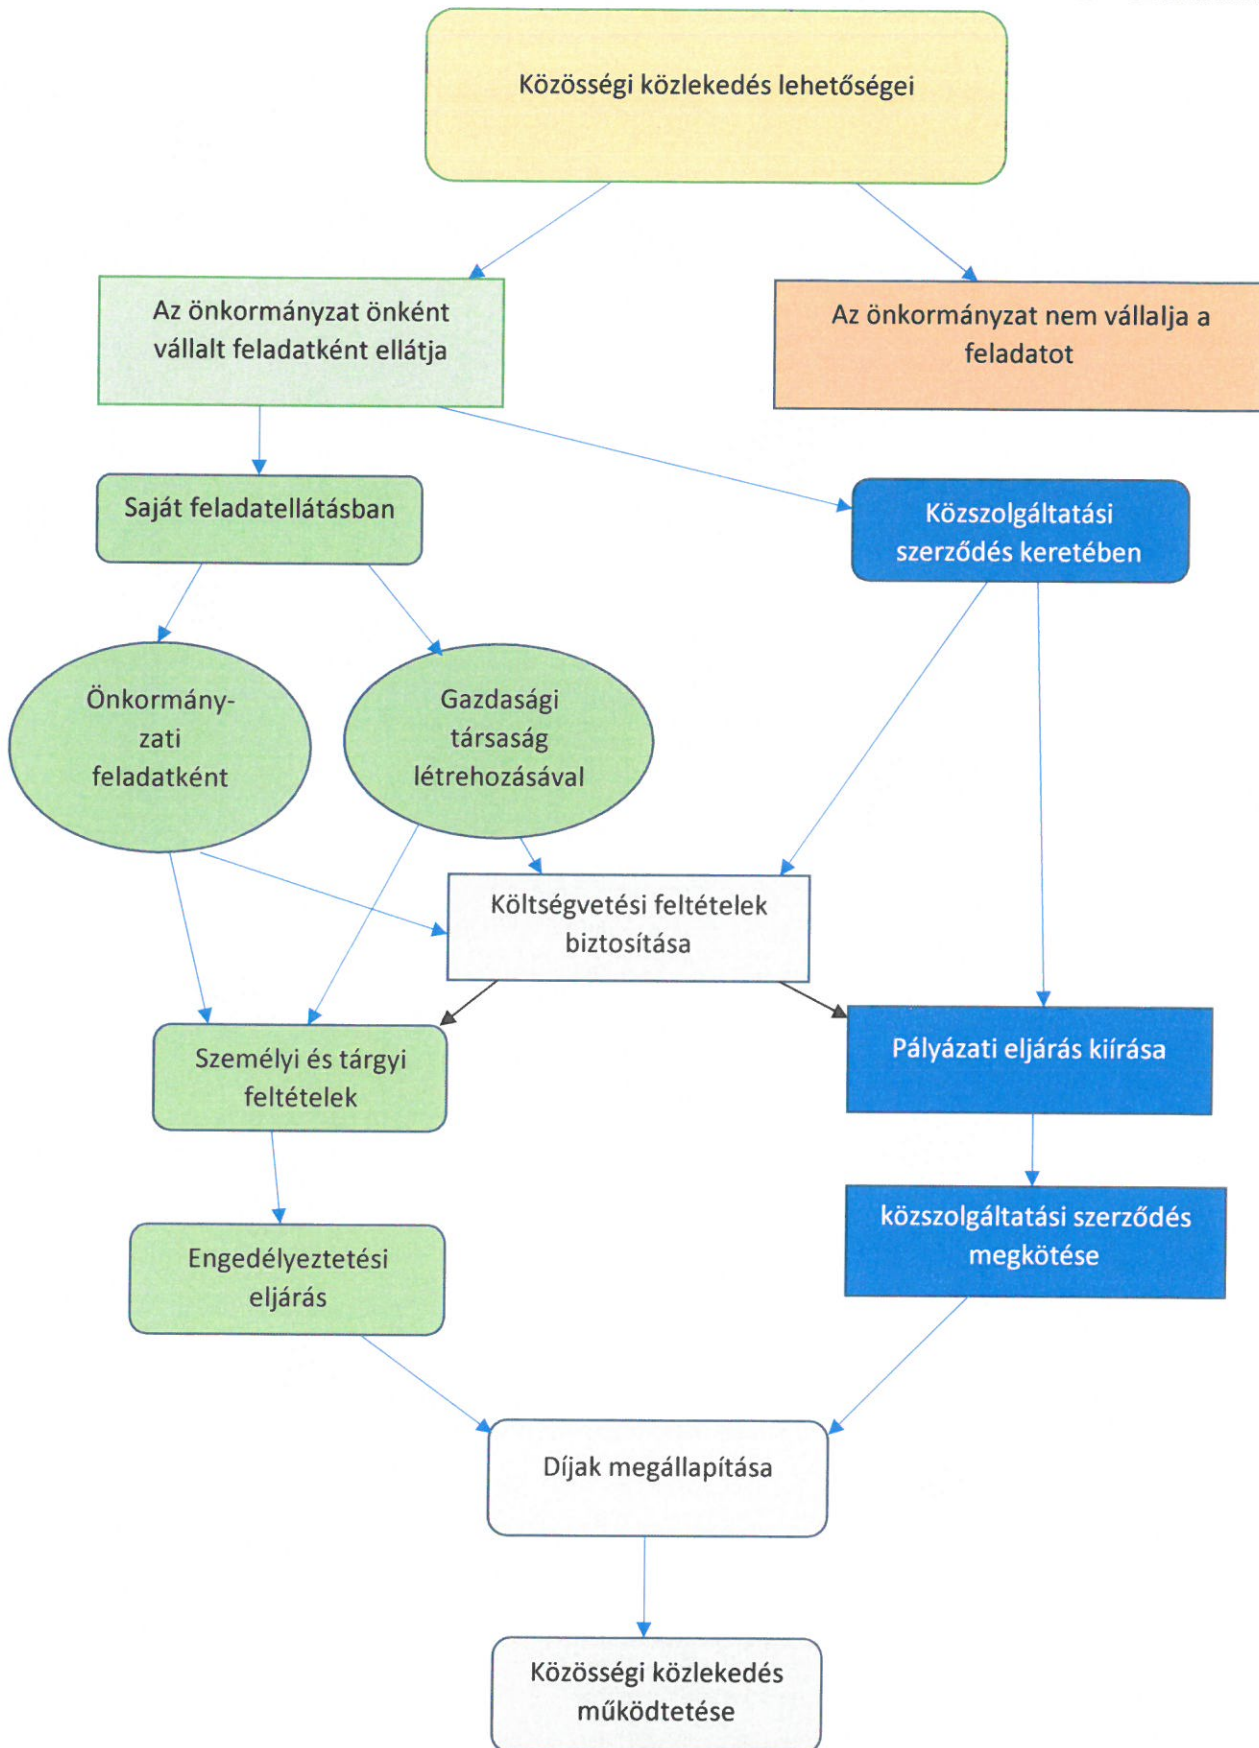 Közösségi közlekedés lehetőségei
Az önkormányzat önként
vállalt feladatként ellátja
Az önkormányzat nem vállalja a
feladatot
Saját feladatellátásban
Közszolgáltatási
szerződés keretében
Önkormány-
zati
feladatként
Gazdasági
társaság
létrehozásával
Költségvetési feltételek
biztosítása
Személyi és tárgyi
feltételek
Pályázati eljárás kiírása
Engedélyeztetési
eljárás
közszolgáltatási szerződés
megkötése
Díjak megállapítása
Közösségi közlekedés
működtetése